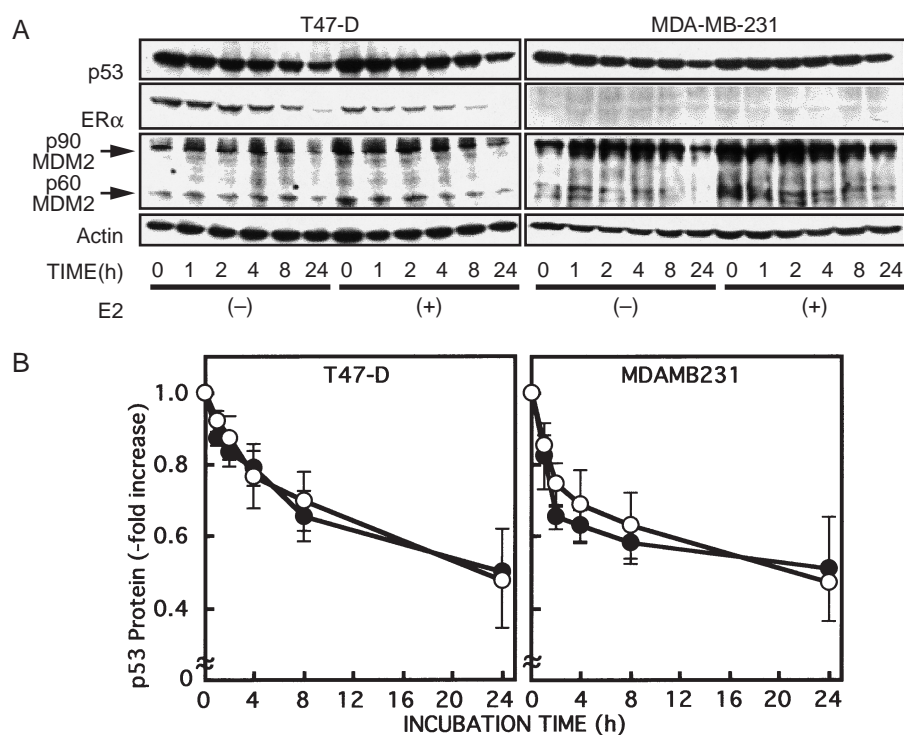 A
T47-D
MDA-MB-231
p53
ERα
p90
MDM2
p60
MDM2
Actin
TIME(h) 0 1 2 4 8 24 0 1 2 4 8 24 0 1 2 4 8 24 0 1 2 4 8 24
E2 (−) (+) (−) (+)
B
T47-D
MDAMB231
p53 Protein (-fold increase)
1.0
0.8
0.6
0.4
0
0 4 8 12 16 20 24 0 4 8 12 16 20 24
INCUBATION TIME (h)